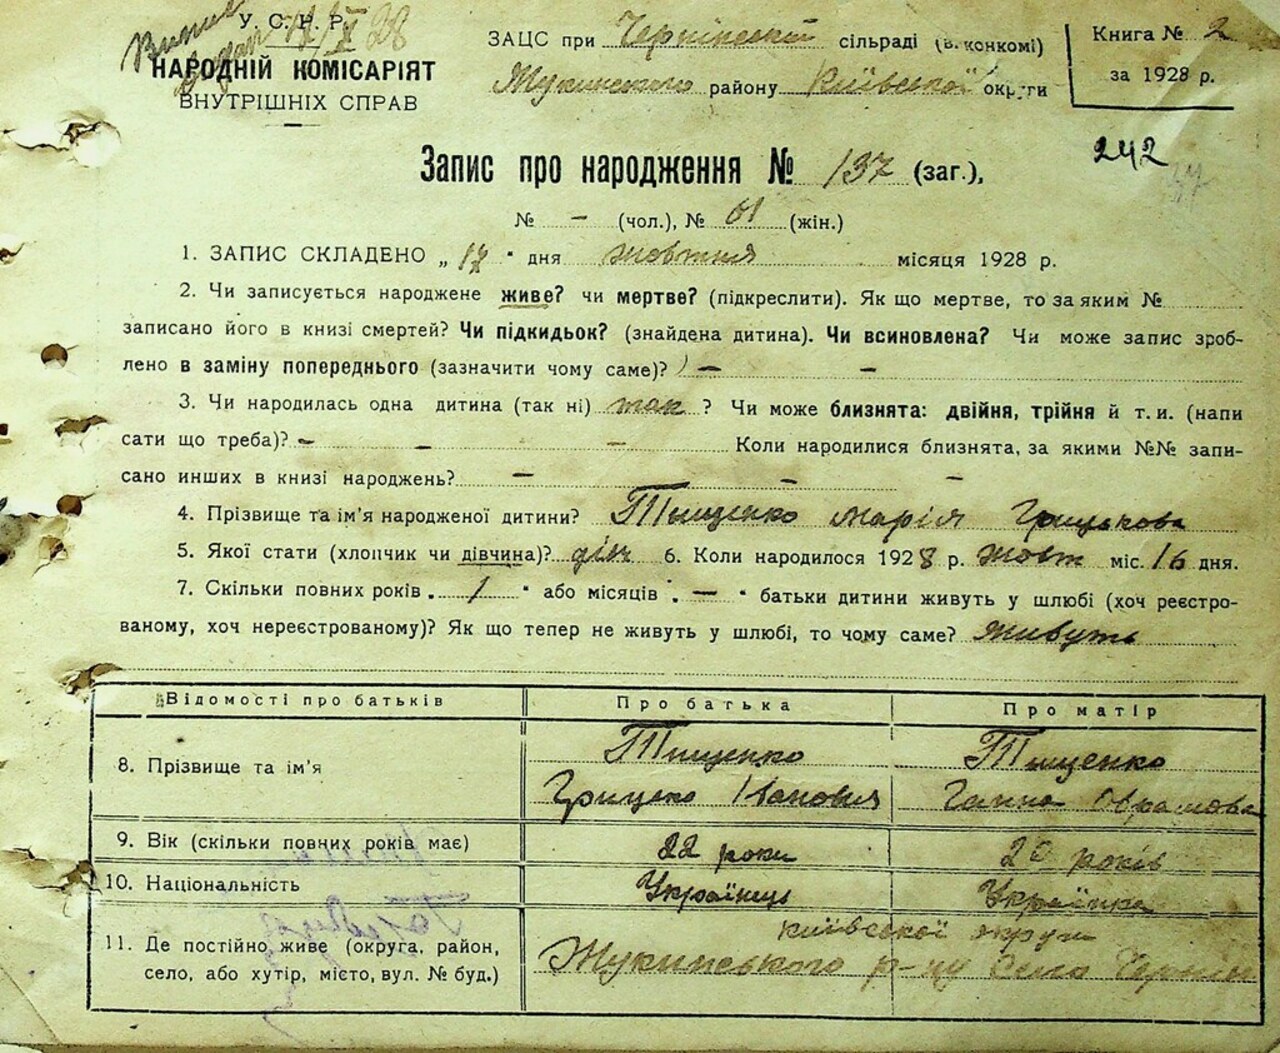 У. С. Р. Р.
НАРОДНІЙ КОМІСАРІЯТ
ВНУТРІШНІХ СПРАВ
ЗАЦС при Чернінській сільраді (в.конкомі)
Жукинского району Київської округи
Книга № 2
за 1928 р.
242
Запис про народження № 137 (заг.),
№ – (чол.), № 61 (жін.)
1. ЗАПИС СКЛАДЕНО „ 17 " дня жовтня місяця 1928 р.
2. Чи записується народжене живе? чи мертве? (підкреслити). Як що мертве, то за яким №
записано його в книзі смертей? Чи підкидьок? (знайдена дитина). Чи всиновлена? Чи може запис зроб-
лено в заміну попереднього (зазначити чому саме)? – –
3. Чи народилась одна дитина (так ні) так ? Чи може близнята: двійня, трійня й т. и. (напи
сати що треба)? – – – Коли народилися близнята, за якими №№ запи-
сано инших в книзі народжень? – – –
4. Прізвище та ім'я народженої дитини? Тищенко Марія Грицькова
5. Якої стати (хлопчик чи дівчина)? дівч 6. Коли народилося 1928 р. жовт міс. 16 дня.
7. Скільки повних років „ 1 " або місяців „ – " батьки дитини живуть у шлюбі (хоч реєстро-
ваному, хоч нереєстрованому)? Як що тепер не живуть у шлюбі, то чому саме? живуть
Відомості про батьків Про батька Про матір
8. Прізвище та ім'я Тищенко Грицько Іванович Тищенко Ганна Оврамова
9. Вік (скільки повних років має) 22 роки 20 років
10. Національність Українець Українка
11. Де постійно живе (округа, район,
село, або хутір, місто, вул. № буд.)
київської округи
Жукинського р-ну село Чернин